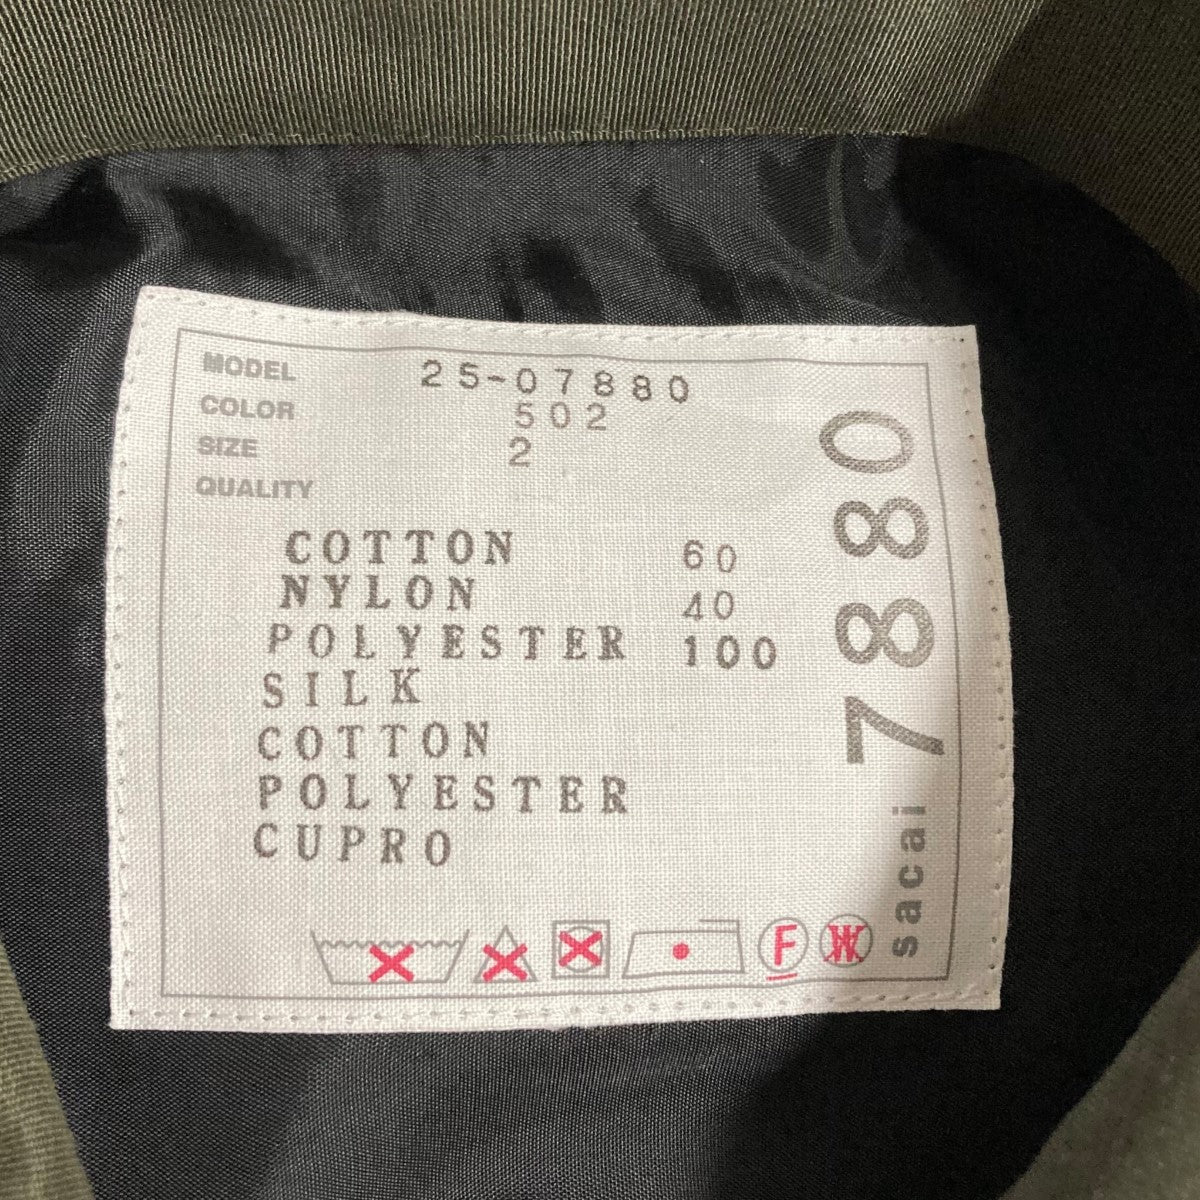 MODEL 25-07880
COLOR 502
SIZE 2
QUALITY
COTTON 60
NYLON 40
POLYESTER 100
SILK
COTTON
POLYESTER
CUPRO
F W
sacai 7880